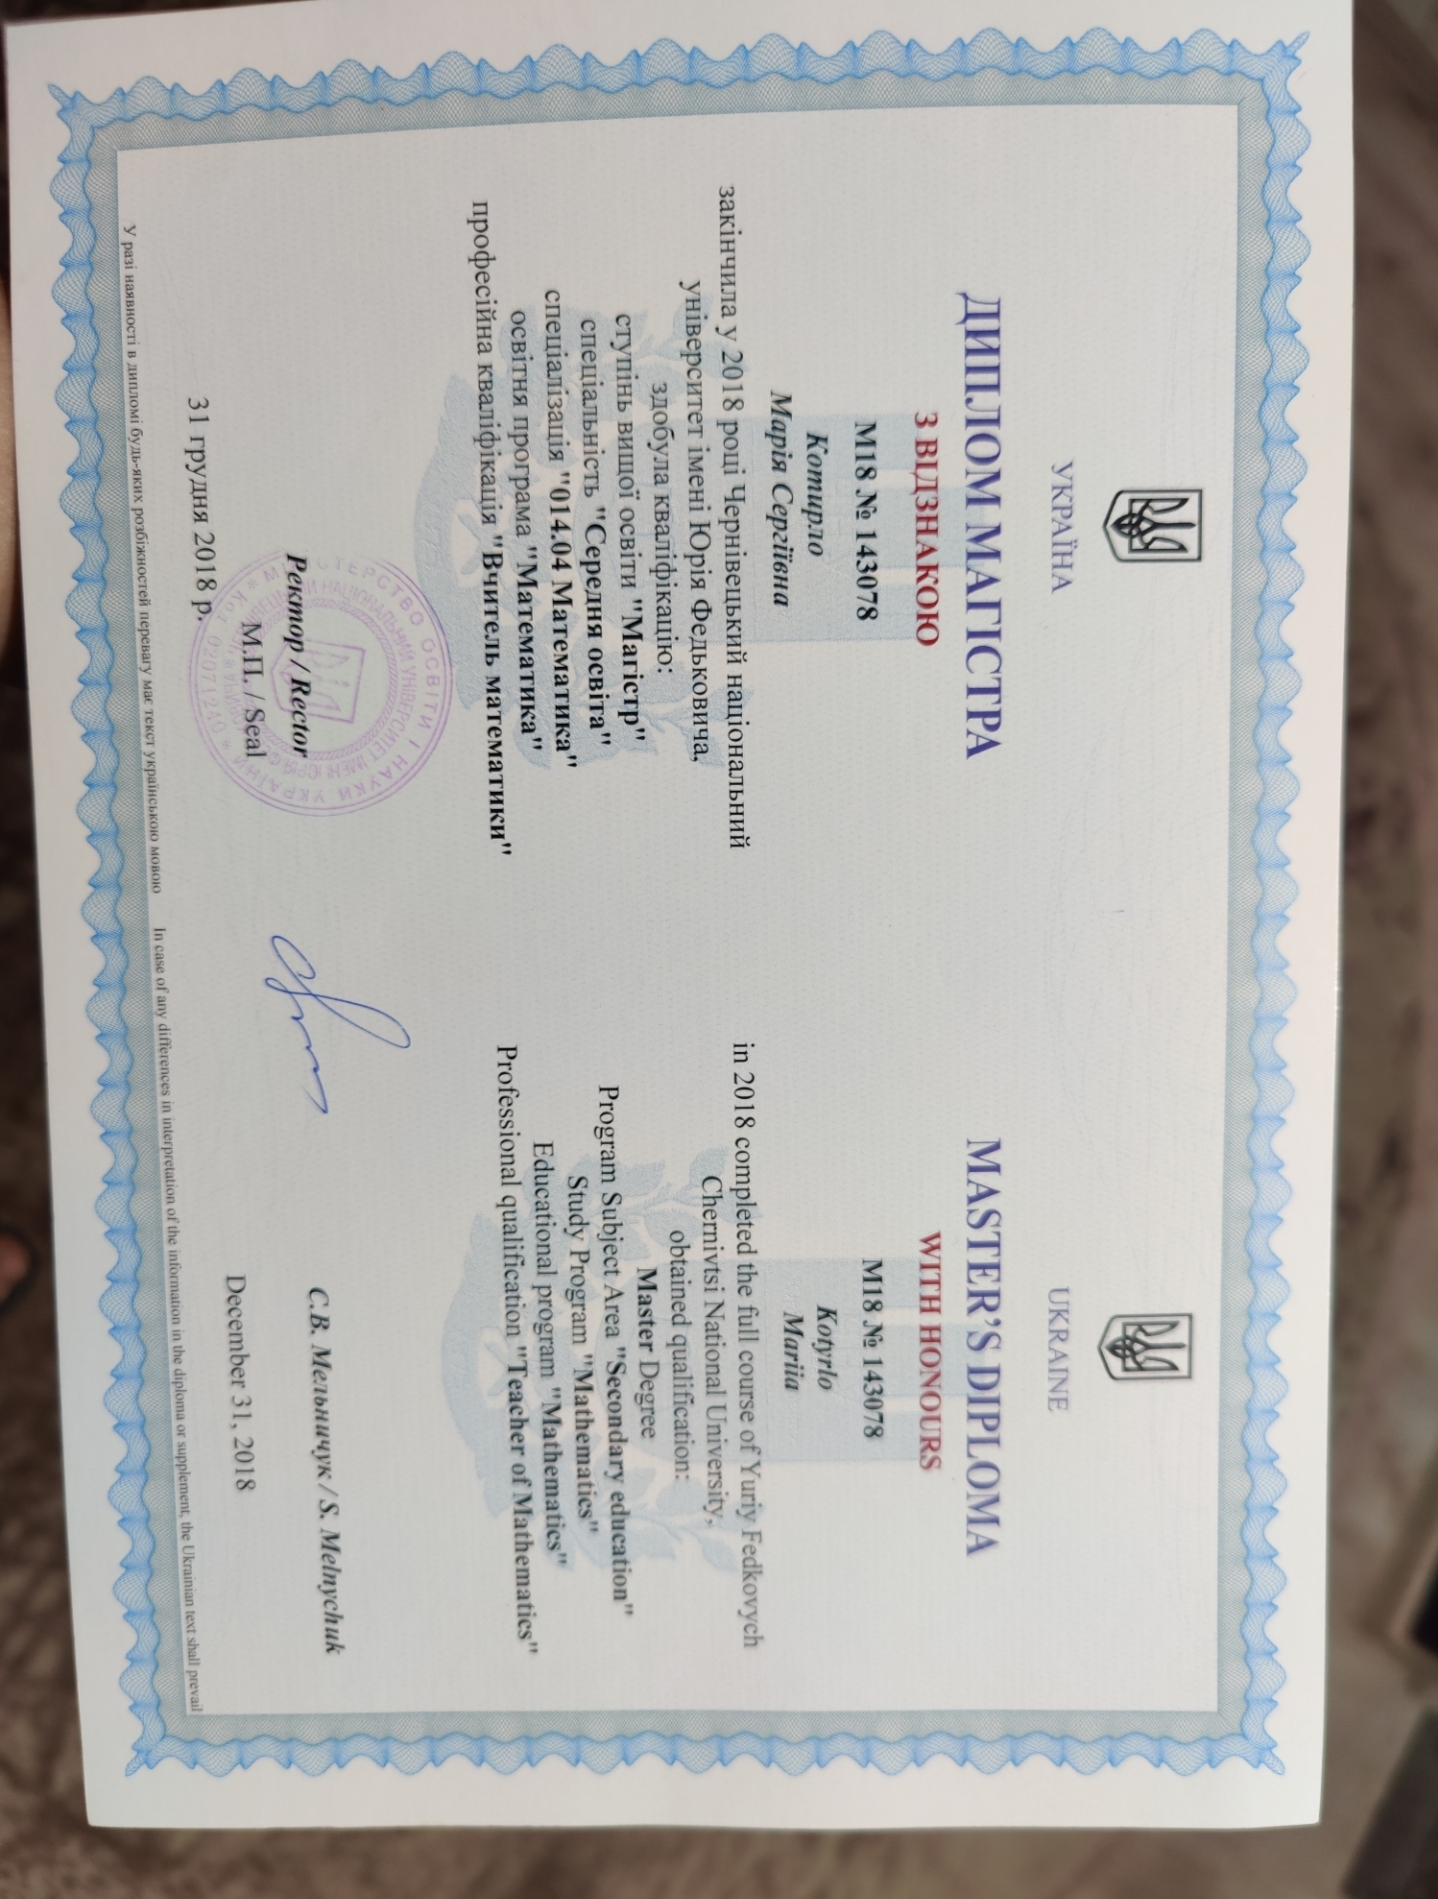 УКРАЇНА
ДИПЛОМ МАГІСТРА
З ВІДЗНАКОЮ
М18 № 143078
Котирло
Марія Сергіївна
закінчила у 2018 році Чернівецький національний
університет імені Юрія Федьковича,
здобула кваліфікацію:
ступінь вищої освіти "Магістр"
спеціальність "Середня освіта"
спеціалізація "014.04 Математика"
освітня програма "Математика"
професійна кваліфікація "Вчитель математики"
Ректор / Rector
М.П. / Seal
31 грудня 2018 р.
МІНІСТЕРСТВО ОСВІТИ І НАУКИ УКРАЇНИ
02071240
У разі наявності в дипломі будь-яких розбіжностей перевагу має текст українською мовою
UKRAINE
MASTER'S DIPLOMA
WITH HONOURS
М18 № 143078
Kotyrlo
Mariia
in 2018 completed the full course of Yuriy Fedkovych
Chernivtsi National University,
obtained qualification:
Master Degree
Program Subject Area "Secondary education"
Study Program "Mathematics"
Educational program "Mathematics"
Professional qualification "Teacher of Mathematics"
С.В. Мельничук / S. Melnychuk
December 31, 2018
In case of any differences in interpretation of the information in the diploma or supplement, the Ukrainian text shall prevail